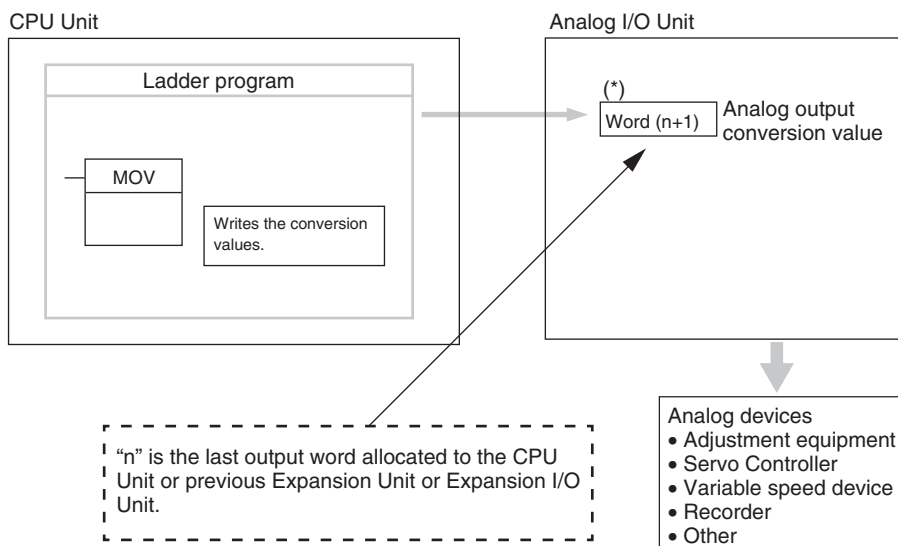 CPU Unit
Analog I/O Unit
Ladder program
(*)
Word (n+1)
Analog output
conversion value
MOV
Writes the conversion
values.
“n” is the last output word allocated to the CPU
Unit or previous Expansion Unit or Expansion I/O
Unit.
Analog devices
• Adjustment equipment
• Servo Controller
• Variable speed device
• Recorder
• Other